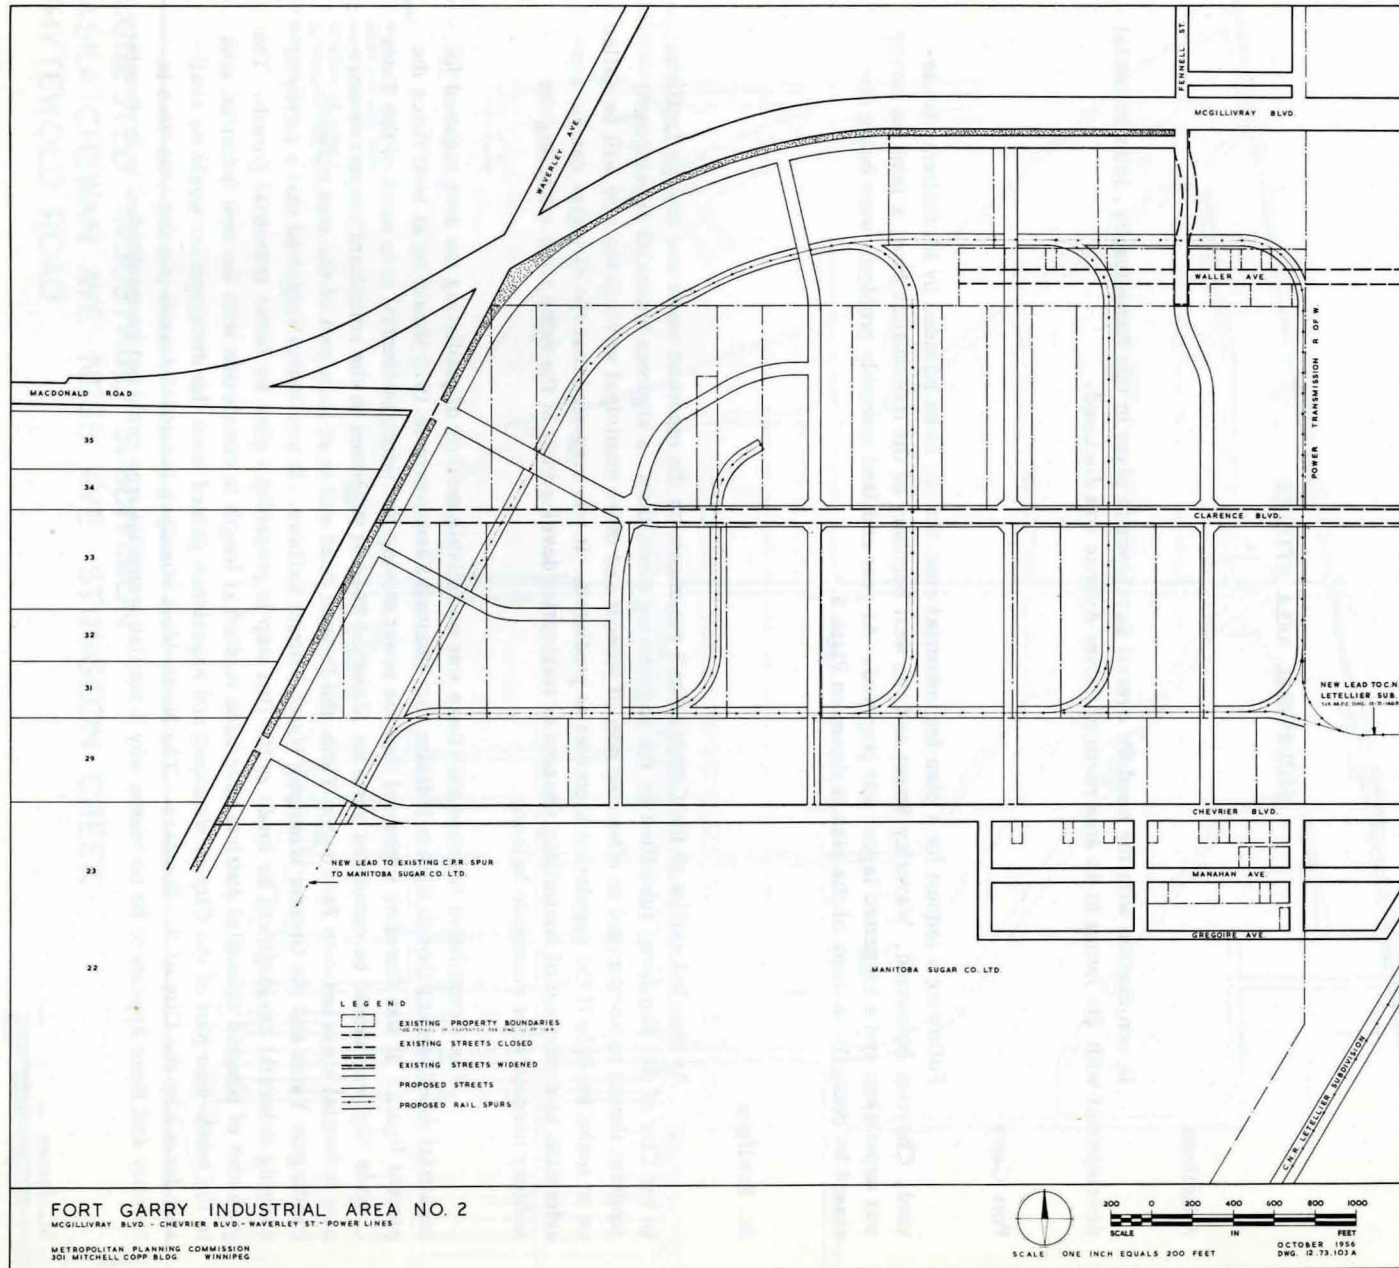 FENNELL ST.
MCGILLIVRAY BLVD.
WAVERLEY AVE.
WALLER AVE.
POWER TRANSMISSION R OF W.
MACDONALD ROAD
35
34
CLARENCE BLVD.
33
32
31
NEW LEAD TO C.N.
LETELLIER SUB.
29
CHEVRIER BLVD.
NEW LEAD TO EXISTING C.P.R. SPUR
TO MANITOBA SUGAR CO. LTD.
23
MANAHAN AVE.
GREGOIRE AVE.
22
MANITOBA SUGAR CO. LTD.
C.N.R. LETELLIER SUBDIVISION
LEGEND
EXISTING PROPERTY BOUNDARIES
EXISTING STREETS CLOSED
EXISTING STREETS WIDENED
PROPOSED STREETS
PROPOSED RAIL SPURS
FORT GARRY INDUSTRIAL AREA NO. 2
MCGILLIVRAY BLVD. - CHEVRIER BLVD. - WAVERLEY ST. - POWER LINES
METROPOLITAN PLANNING COMMISSION
301 MITCHELL COPP BLDG WINNIPEG
200 0 200 400 600 800 1000
SCALE IN FEET
SCALE: ONE INCH EQUALS 200 FEET
OCTOBER 1956
DWG. 12.73.103A